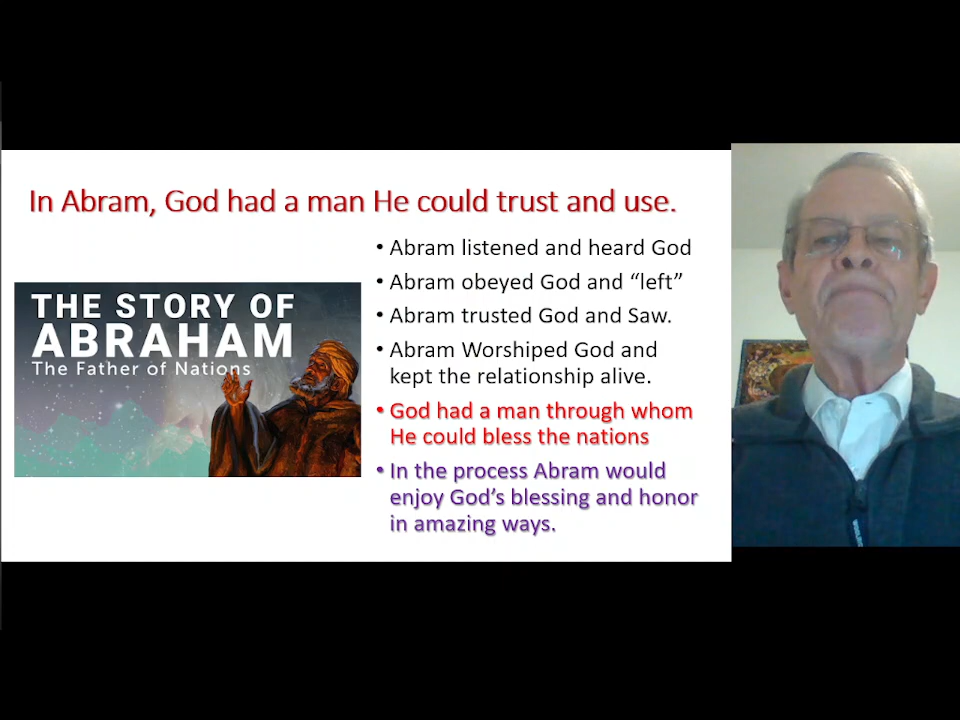 In Abram, God had a man He could trust and use.
• Abram listened and heard God
• Abram obeyed God and “left”
• Abram trusted God and Saw.
• Abram Worshiped God and
kept the relationship alive.
• God had a man through whom
He could bless the nations
• In the process Abram would
enjoy God’s blessing and honor
in amazing ways.
THE STORY OF
ABRAHAM
The Father of Nations